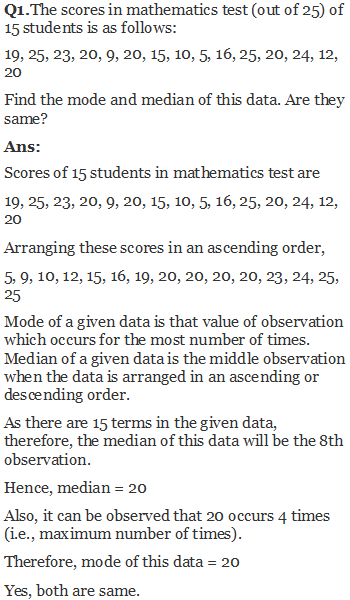 Q1.The scores in mathematics test (out of 25) of
15 students is as follows:
19, 25, 23, 20, 9, 20, 15, 10, 5, 16, 25, 20, 24, 12,
20
Find the mode and median of this data. Are they
same?
Ans:
Scores of 15 students in mathematics test are
19, 25, 23, 20, 9, 20, 15, 10, 5, 16, 25, 20, 24, 12,
20
Arranging these scores in an ascending order,
5, 9, 10, 12, 15, 16, 19, 20, 20, 20, 20, 23, 24, 25,
25
Mode of a given data is that value of observation
which occurs for the most number of times.
Median of a given data is the middle observation
when the data is arranged in an ascending or
descending order.
As there are 15 terms in the given data,
therefore, the median of this data will be the 8th
observation.
Hence, median = 20
Also, it can be observed that 20 occurs 4 times
(i.e., maximum number of times).
Therefore, mode of this data = 20
Yes, both are same.